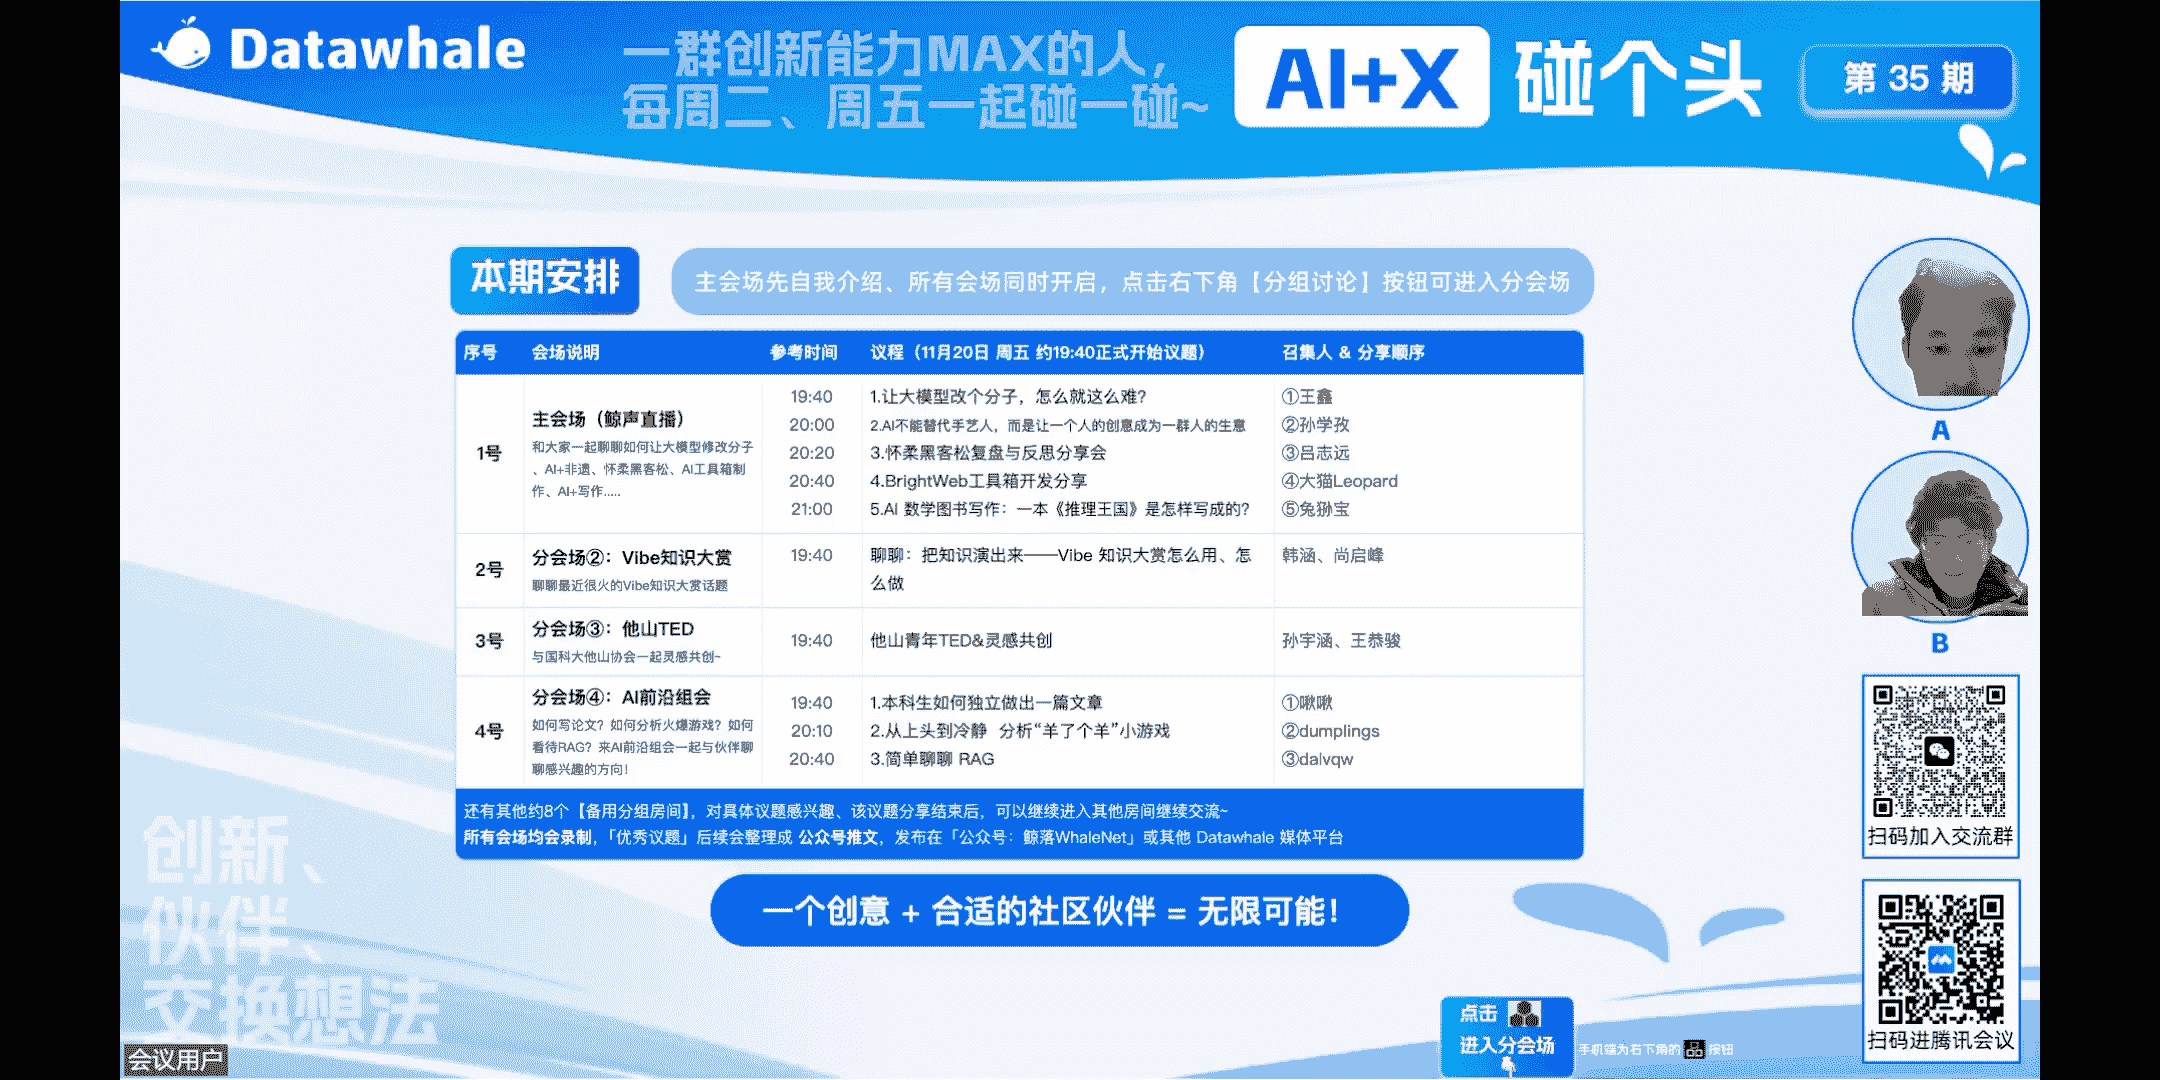 Datawhale
一群创新能力MAX的人，
每周二、周五一起碰一碰~
AI+X 碰个头
第 35 期
本期安排
主会场先自我介绍、所有会场同时开启，点击右下角【分组讨论】按钮可进入分会场
序号 会场说明 参考时间 议程（11月20日 周五 约19:40正式开始议题） 召集人 & 分享顺序
1号
主会场（鲸声直播）
和大家一起聊聊如何让大模型修改分子
、AI+非遗、怀柔黑客松、AI工具箱制
作、AI+写作.....
19:40 1.让大模型改个分子，怎么就这么难？ ①王鑫
20:00 2.AI不能替代手艺人，而是让一个人的创意成为一群人的生意 ②孙学孜
20:20 3.怀柔黑客松复盘与反思分享会 ③吕志远
20:40 4.BrightWeb工具箱开发分享 ④大猫Leopard
21:00 5.AI 数学图书写作：一本《推理王国》是怎样写成的？ ⑤兔狲宝
2号
分会场②：Vibe知识大赏
聊聊最近很火的Vibe知识大赏话题
19:40 聊聊：把知识演出来——Vibe 知识大赏怎么用、怎
么做
韩涵、尚启峰
3号
分会场③：他山TED
与国科大他山协会一起灵感共创~
19:40 他山青年TED&灵感共创 孙宇涵、王恭骏
4号
分会场④：AI前沿组会
如何写论文？如何分析火爆游戏？如何
看待RAG？来AI前沿组会一起与伙伴聊
聊感兴趣的方向！
19:40 1.本科生如何独立做出一篇文章 ①啾啾
20:10 2.从上头到冷静 分析“羊了个羊”小游戏 ②dumplings
20:40 3.简单聊聊 RAG ③dalvqw
还有其他约8个【备用分组房间】，对具体议题感兴趣、该议题分享结束后，可以继续进入其他房间继续交流~
所有会场均会录制，「优秀议题」后续会整理成 公众号推文，发布在「公众号：鲸落WhaleNet」或其他 Datawhale 媒体平台
一个创意 + 合适的社区伙伴 = 无限可能！
A
B
扫码加入交流群
扫码进腾讯会议
创新、
伙伴、
交换想法
会议用户
点击
进入分会场
手机端为右下角的 按钮